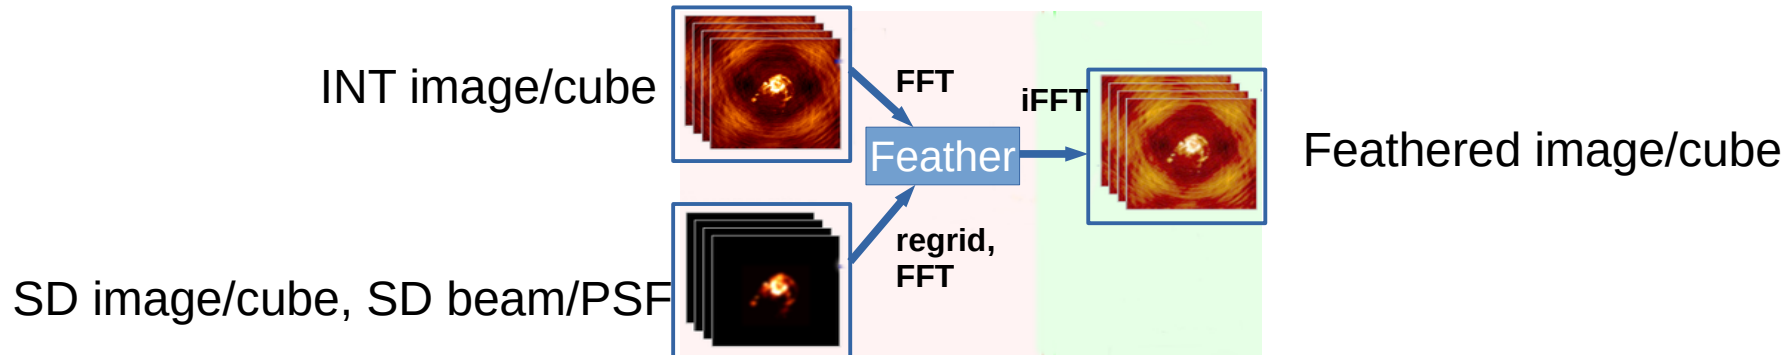 INT image/cube
FFT
iFFT
Feather
Feathered image/cube
regrid,
FFT
SD image/cube, SD beam/PSF